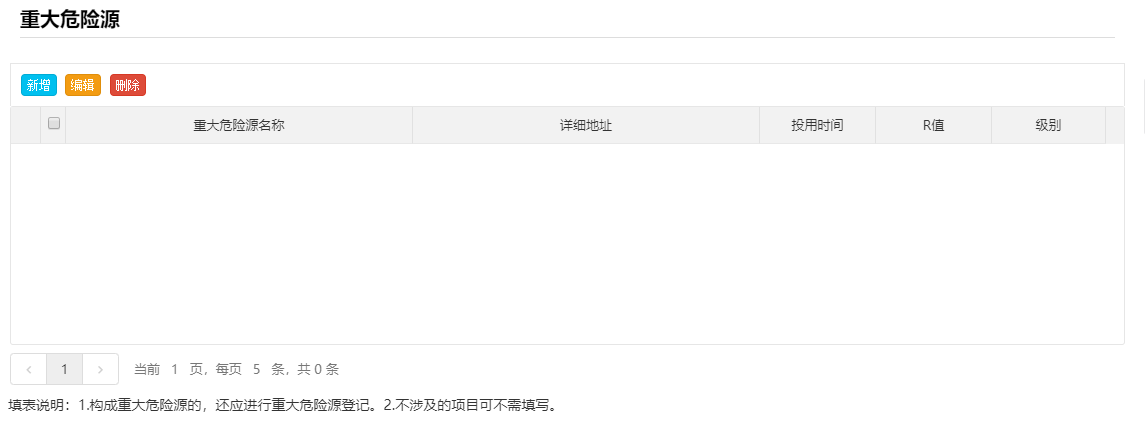 重大危险源
新增 编辑 删除
重大危险源名称 详细地址 投用时间 R值 级别
1 当前 1 页，每页 5 条，共 0 条
填表说明：1.构成重大危险源的，还应进行重大危险源登记。2.不涉及的项目可不需填写。